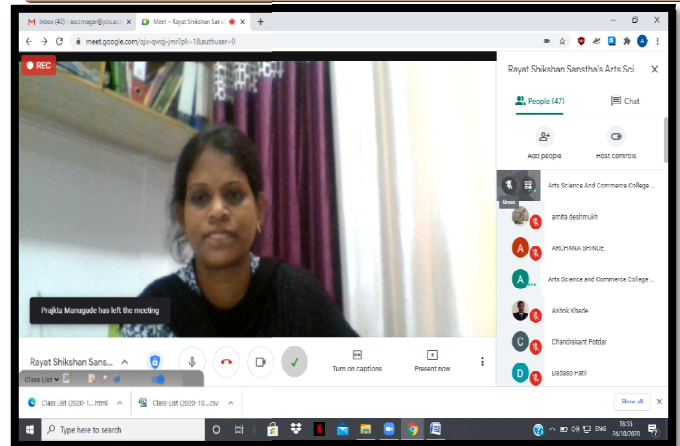 Inbox (42) - asccnagar@ycis.ac.i
Meet – Rayat Shikshan Sanst
meet.google.com/qjx-qwqj-jmr?pli=1&authuser=0
REC
Rayat Shikshan Sanstha's Arts Sci
People (47)
Chat
Add people
Host controls
Arts Science and Commerce College ...
amita deshmukh
A
ARCHANA SHINDE
A
Arts Science and Commerce College ...
Ashok Khade
C
Chandrakant Potdar
D
Dadaso Patil
Prajkta Manugade has left the meeting
Rayat Shikshan Sans...
Turn on captions
Present now
Class List
Class List (2020-1....html
Class-List (2020-10....csv
Show all
Type here to search
ENG
16:55
24/10/2020